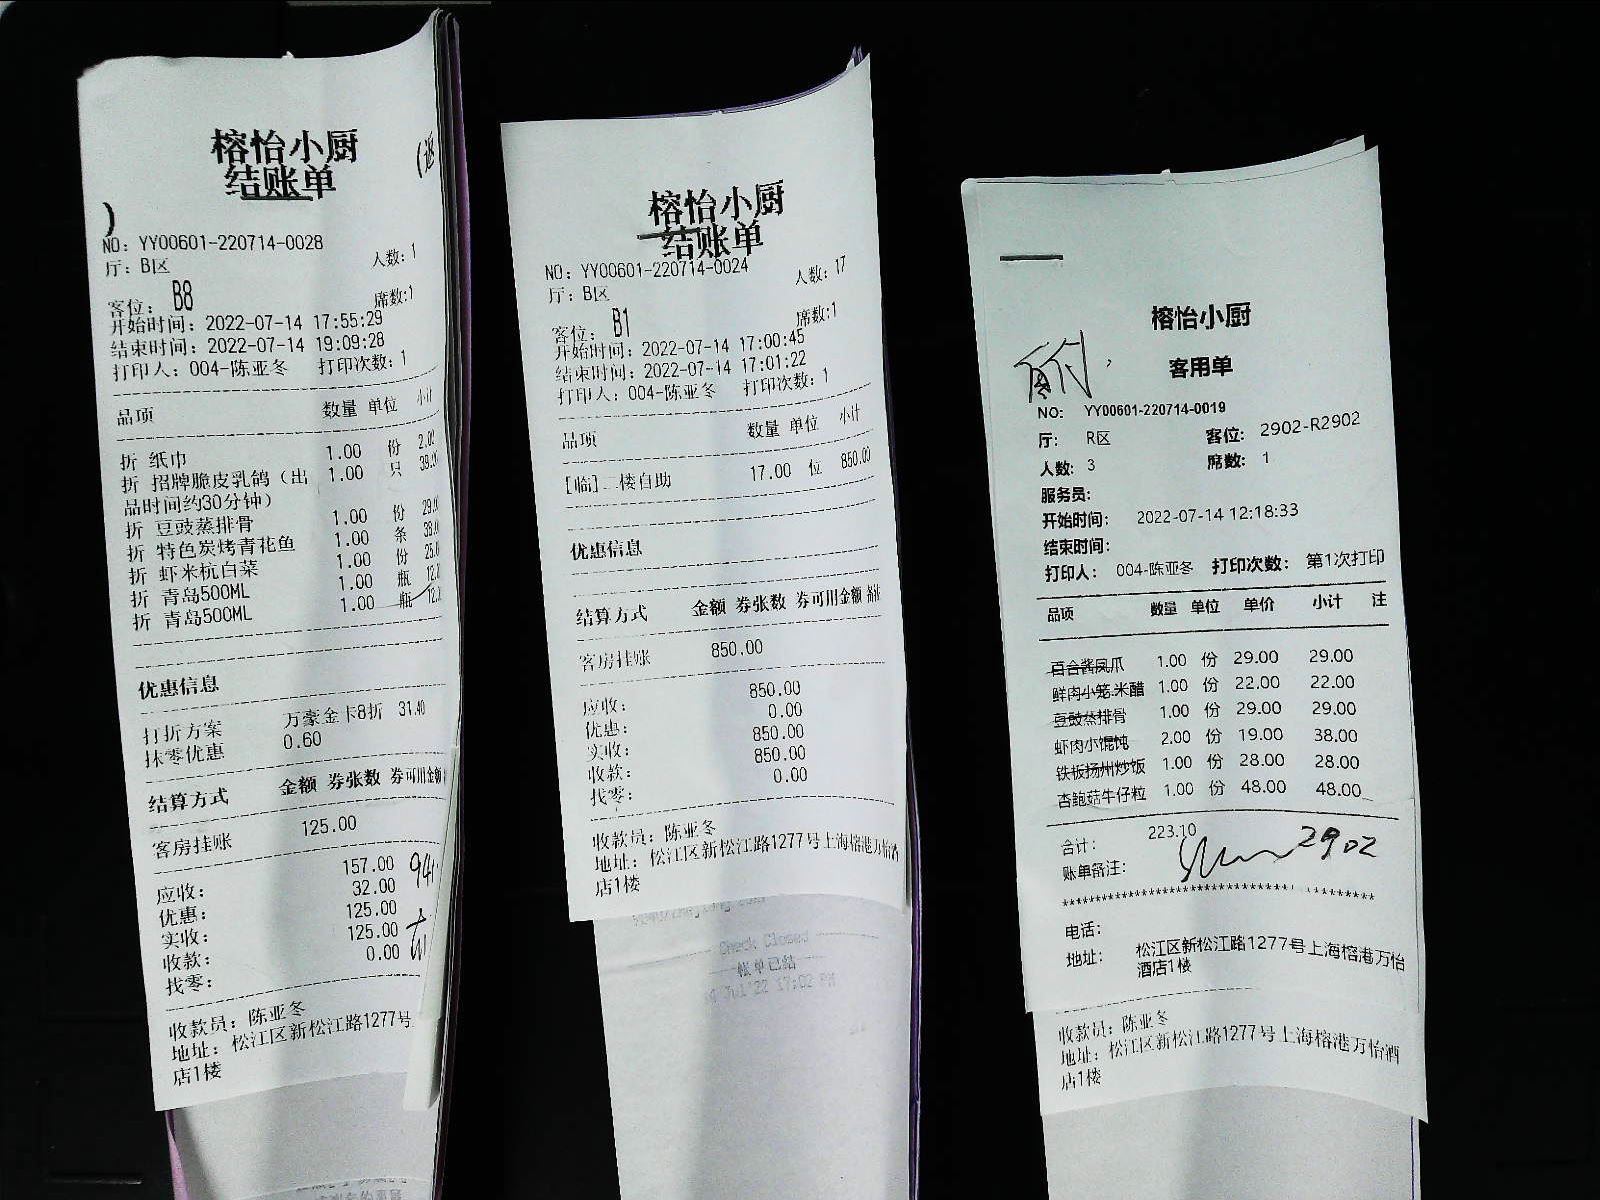 榕怡小厨
结账单
NO: YY00601-220714-0028
厅: B区 人数: 1
客位: B8 席数:1
开始时间: 2022-07-14 17:55:29
结束时间: 2022-07-14 19:09:28
打印人: 004-陈亚冬 打印次数: 1
品项 数量 单位 小计
折 纸巾 1.00 份 2.00
折 招牌脆皮乳鸽(出 1.00 只
品时间约30分钟)
折 豆豉蒸排骨 1.00 份 29.0
折 特色炭烤青花鱼 1.00 条
折 虾米杭白菜 1.00 份 25.0
折 青岛500ML 1.00 瓶 12.
折 青岛500ML 1.00 瓶 12.
优惠信息
打折方案 万豪金卡8折 31.40
抹零优惠 0.60
结算方式 金额 券张数 券可用金额
客房挂账 125.00
应收: 157.00
优惠: 32.00
实收: 125.00
收款: 125.00
找零: 0.00
收款员: 陈亚冬
地址: 松江区新松江路1277号
店1楼
榕怡小厨
结账单
NO: YY00601-220714-0024
厅: B区 人数: 17
客位: B1 席数:1
开始时间: 2022-07-14 17:00:45
结束时间: 2022-07-14 17:01:22
打印人: 004-陈亚冬 打印次数: 1
品项 数量 单位 小计
[临]二楼自助 17.00 位 850.00
优惠信息
结算方式 金额 券张数 券可用金额
客房挂账 850.00
应收: 850.00
优惠: 0.00
实收: 850.00
收款: 850.00
找零: 0.00
收款员: 陈亚冬
地址: 松江区新松江路1277号上海榕港万怡酒
店1楼
Check Closed
帐单已结
4 Jul'22 17:02 PM
榕怡小厨
客用单
NO: YY00601-220714-0019
厅: R区 客位: 2902-R2902
人数: 3 席数: 1
服务员:
开始时间: 2022-07-14 12:18:33
结束时间:
打印人: 004-陈亚冬 打印次数: 第1次打印
品项 数量 单位 单价 小计 注
百合酱凤爪 1.00 份 29.00 29.00
鲜肉小笼.米醋 1.00 份 22.00 22.00
豆豉蒸排骨 1.00 份 29.00 29.00
虾肉小馄饨 2.00 份 19.00 38.00
铁板扬州炒饭 1.00 份 28.00 28.00
杏鲍菇牛仔粒 1.00 份 48.00 48.00
合计: 223.10
账单备注: 2902
****************************************
电话:
地址: 松江区新松江路1277号上海榕港万怡
酒店1楼
收款员: 陈亚冬
地址: 松江区新松江路1277号上海榕港万怡酒
店1楼